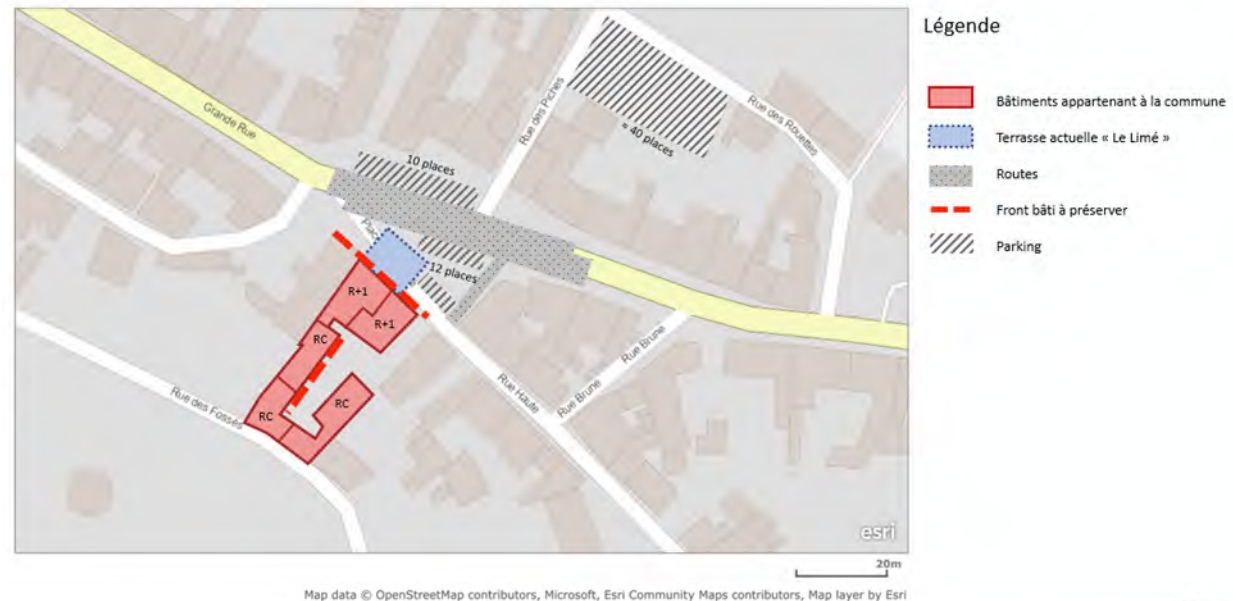 Légende
Bâtiments appartenant à la commune
Terrasse actuelle « Le Limé »
Routes
Front bâti à préserver
Parking
Grande Rue
Rue des Piches
≈ 40 places
Rue des Rouettes
10 places
12 places
R+1
R+1
RC
RC
RC
Rue des Fossés
Rue Haute
Rue Brune
Rue Brune
esri
20m
Map data © OpenStreetMap contributors, Microsoft, Esri Community Maps contributors, Map layer by Esri